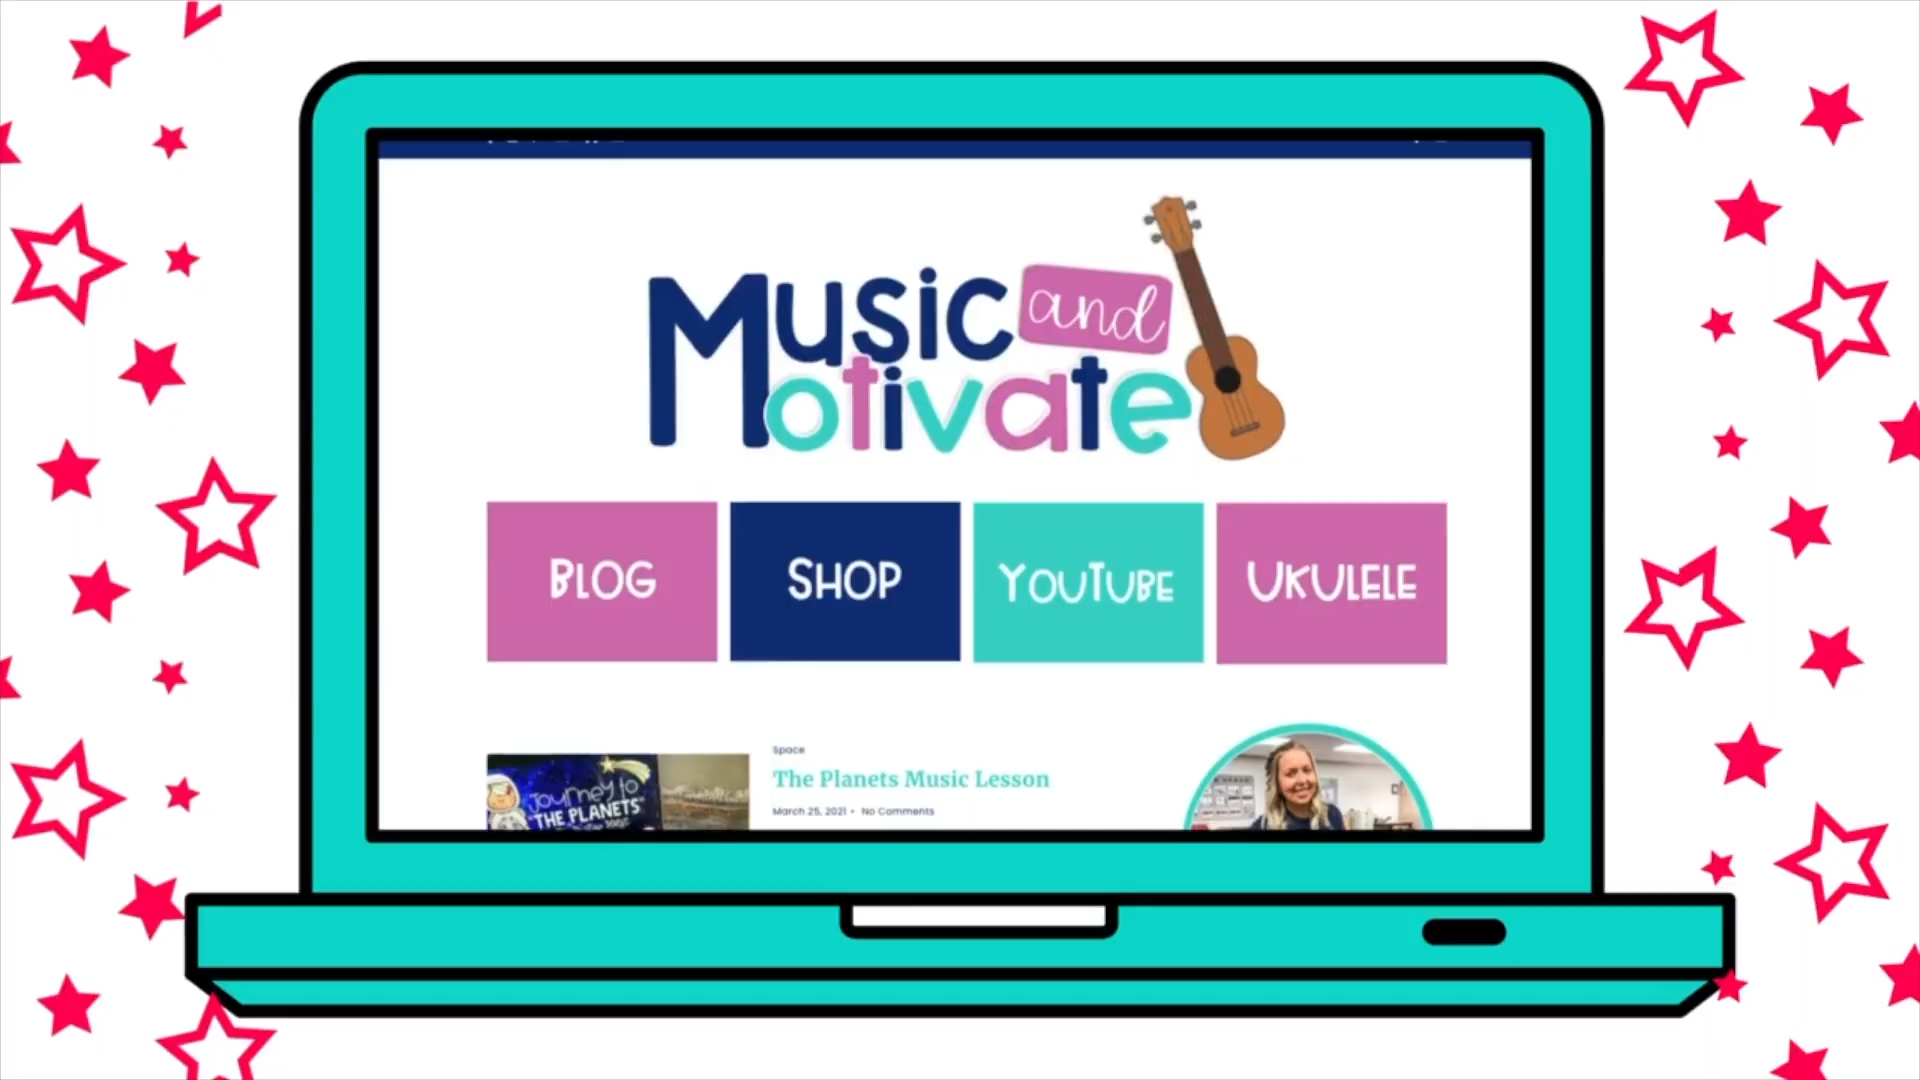 Music and
Motivate
BLOG
SHOP
YOUTUBE
UKULELE
Space
The Planets Music Lesson
March 25, 2021 • No Comments
Journey to
"THE PLANETS"